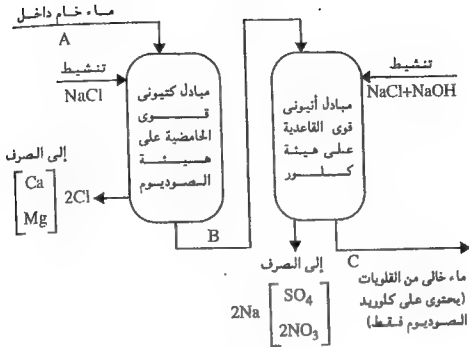 ماء خام داخل
A
تنشيط
NaCl
مبادل كتيونى
قوى
الحامضية على
هيئة
الصوديوم
إلى الصرف
Ca
Mg
2Cl
B
تنشيط
NaCl+NaOH
مبادل أنيونى
قوى القاعدية
على هيئة
كلور
إلى الصرف
2Na
SO4
2NO3
C
ماء خالى من القلويات
(يحتوى على كلوريد
الصوديوم فقط)